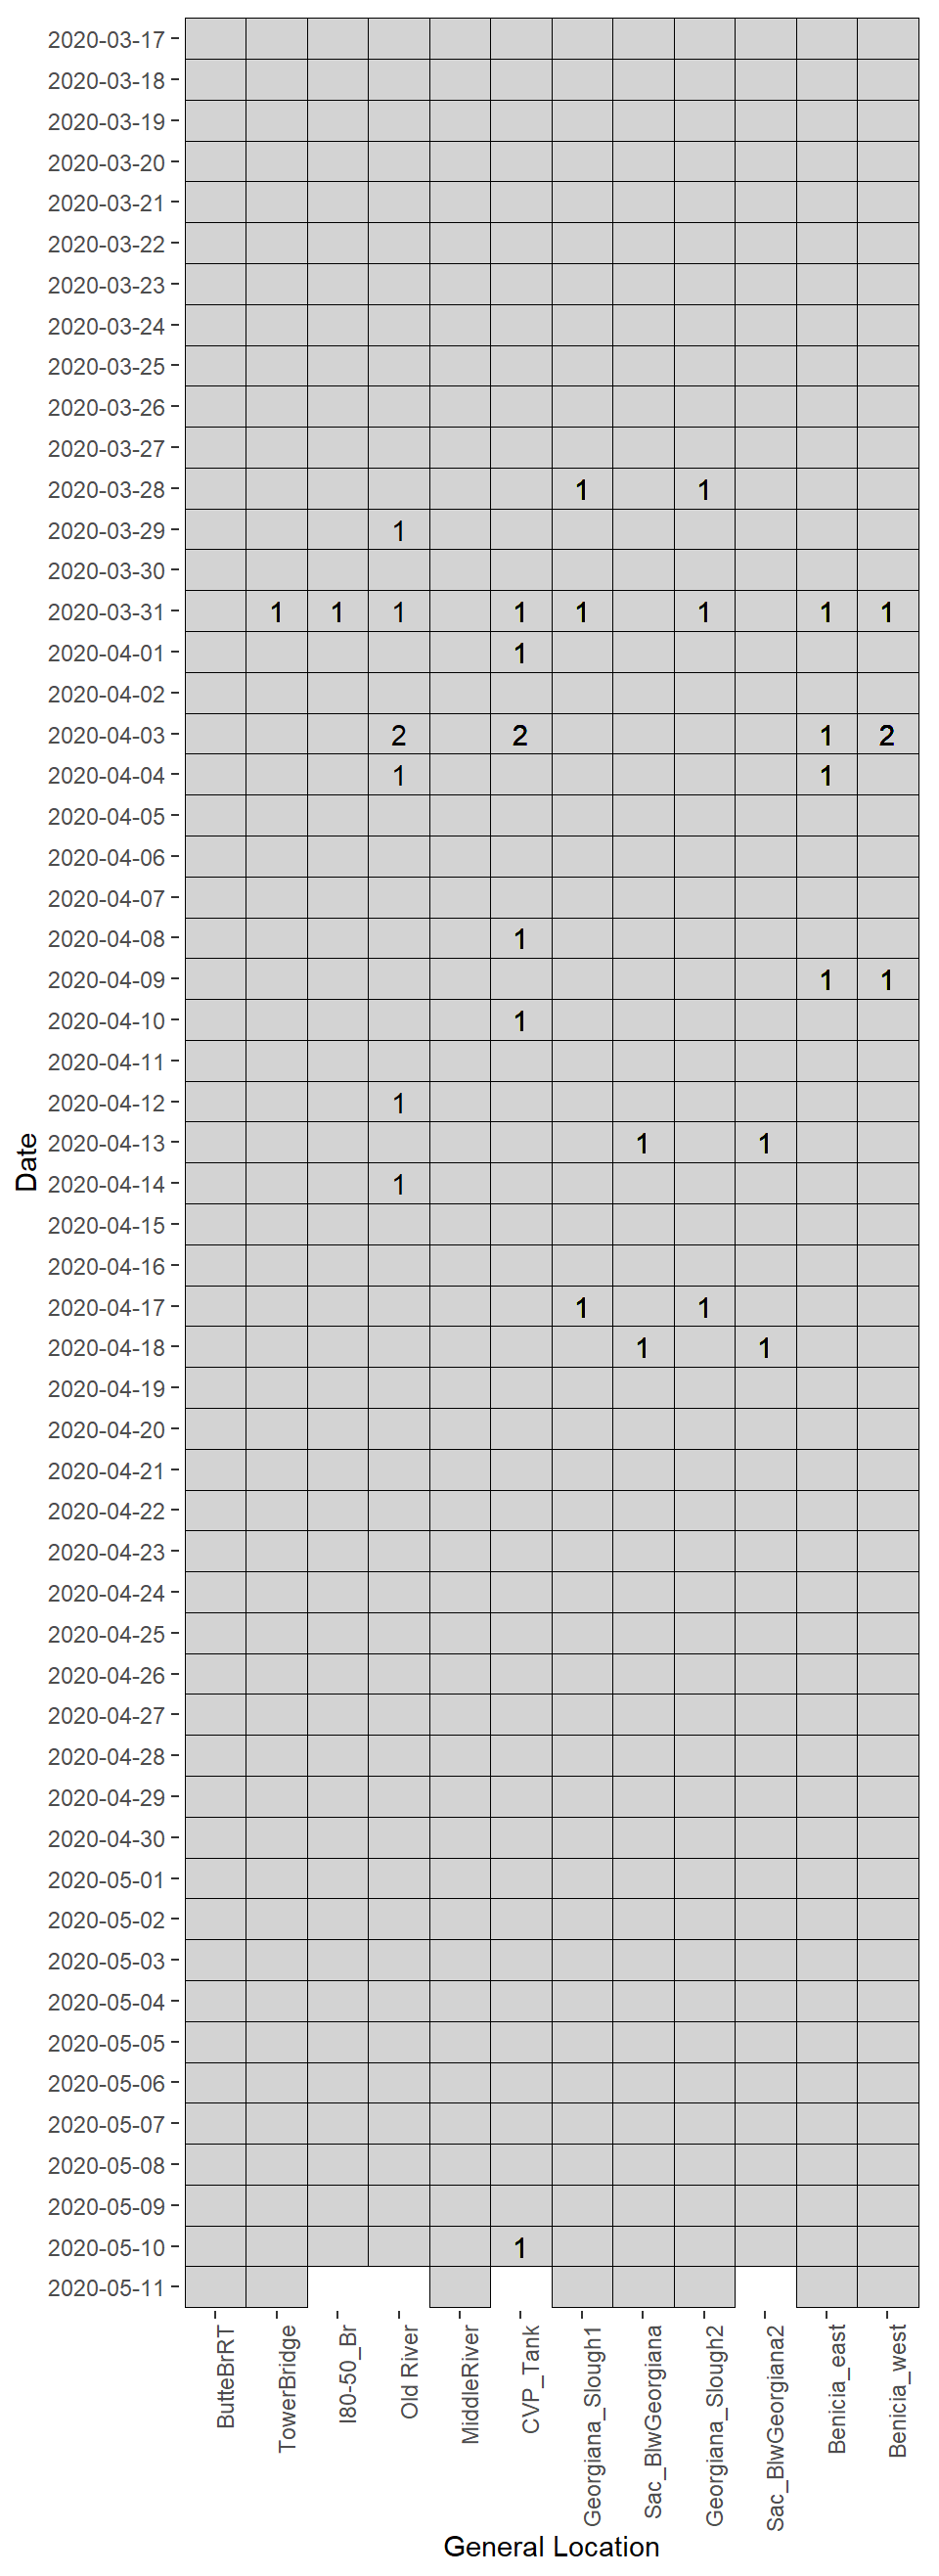 2020-03-17
2020-03-18
2020-03-19
2020-03-20
2020-03-21
2020-03-22
2020-03-23
2020-03-24
2020-03-25
2020-03-26
2020-03-27
2020-03-28 1 1
2020-03-29 1
2020-03-30
2020-03-31 1 1 1 1 1 1 1 1
2020-04-01 1
2020-04-02
2020-04-03 2 2 1 2
2020-04-04 1 1
2020-04-05
2020-04-06
2020-04-07
2020-04-08 1
2020-04-09 1 1
2020-04-10 1
2020-04-11
2020-04-12 1
2020-04-13 1 1
2020-04-14 1
2020-04-15
2020-04-16
2020-04-17 1 1
2020-04-18 1 1
2020-04-19
2020-04-20
2020-04-21
2020-04-22
2020-04-23
2020-04-24
2020-04-25
2020-04-26
2020-04-27
2020-04-28
2020-04-29
2020-04-30
2020-05-01
2020-05-02
2020-05-03
2020-05-04
2020-05-05
2020-05-06
2020-05-07
2020-05-08
2020-05-09
2020-05-10 1
2020-05-11
Date
ButteBrRT
TowerBridge
I80-50_Br
Old River
MiddleRiver
CVP_Tank
Georgiana_Slough1
Sac_BlwGeorgiana
Georgiana_Slough2
Sac_BlwGeorgiana2
Benicia_east
Benicia_west
General Location